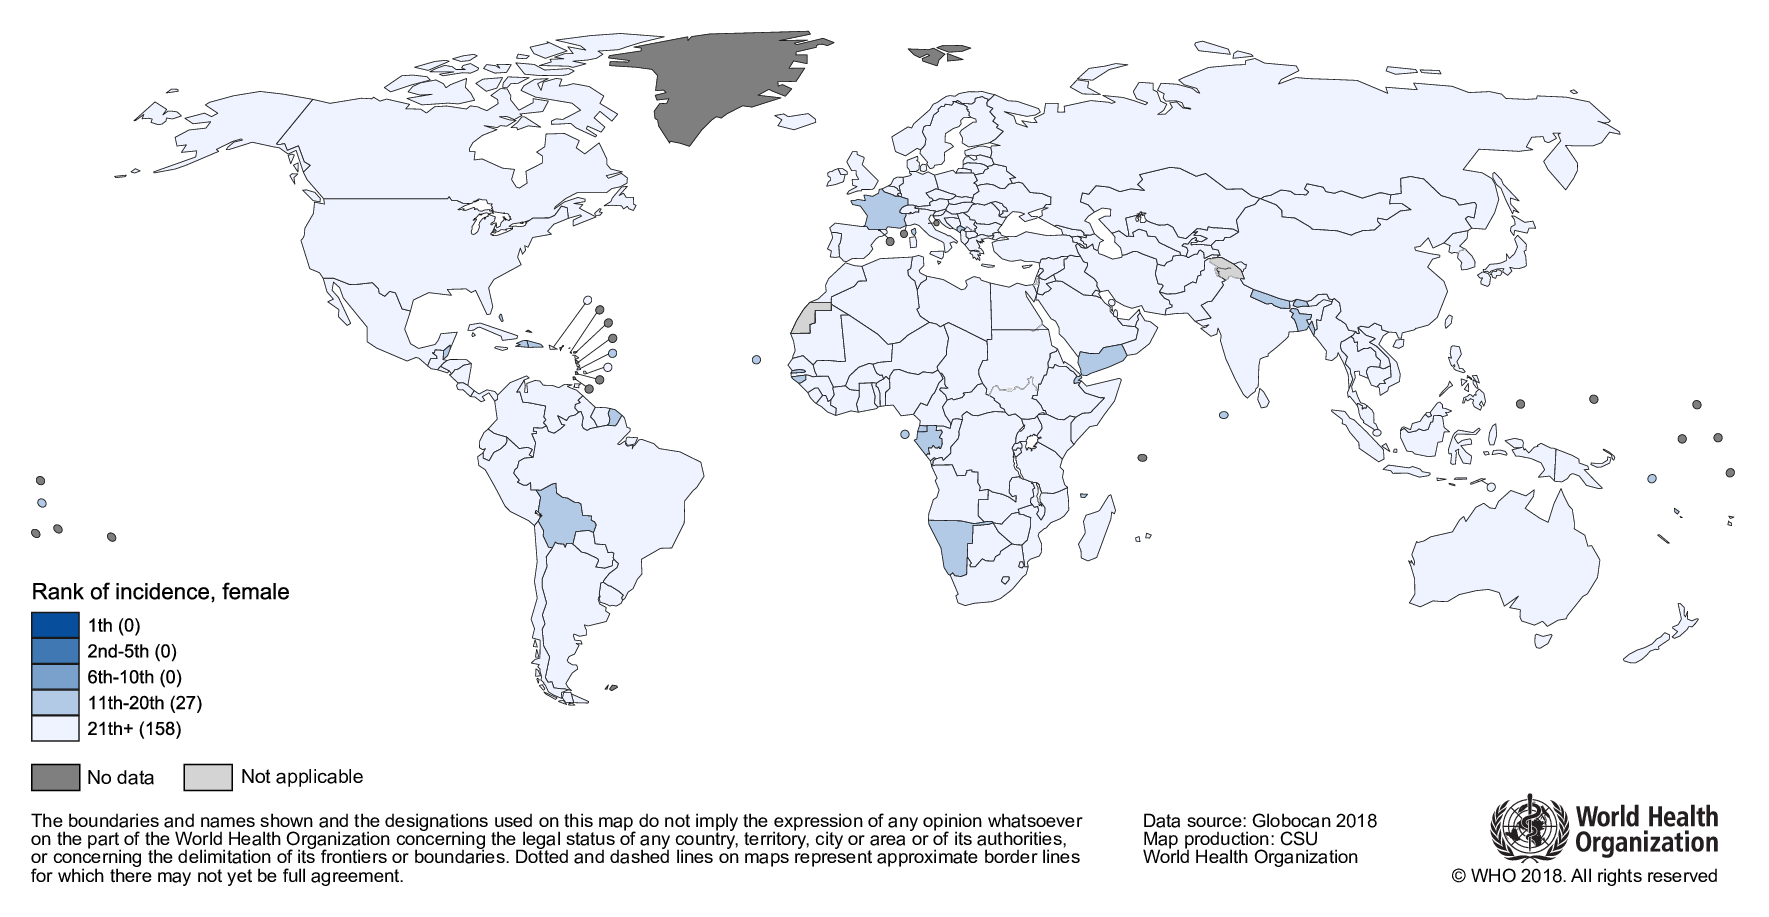 Rank of incidence, female
1th (0)
2nd-5th (0)
6th-10th (0)
11th-20th (27)
21th+ (158)
No data
Not applicable
The boundaries and names shown and the designations used on this map do not imply the expression of any opinion whatsoever
on the part of the World Health Organization concerning the legal status of any country, territory, city or area or of its authorities,
or concerning the delimitation of its frontiers or boundaries. Dotted and dashed lines on maps represent approximate border lines
for which there may not yet be full agreement.
Data source: Globocan 2018
Map production: CSU
World Health Organization
World Health
Organization
© WHO 2018. All rights reserved